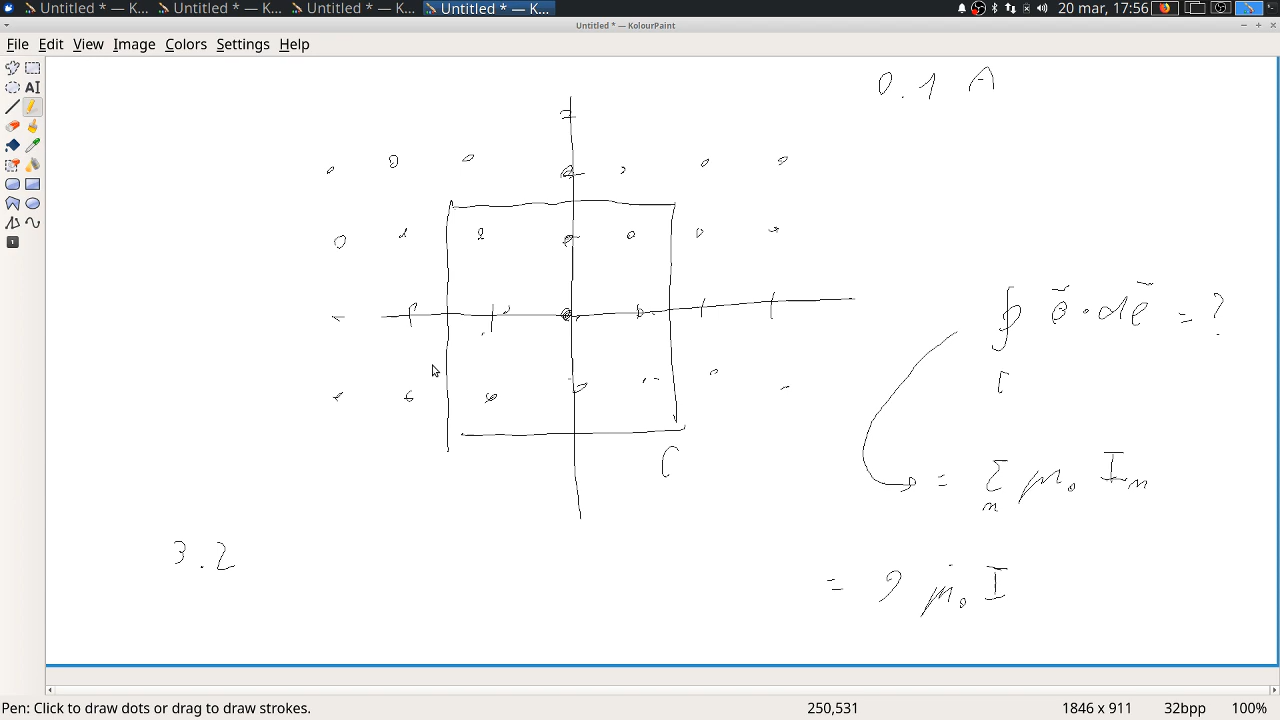 Untitled * — K...
Untitled * — K...
Untitled * — K...
Untitled * — K...
20 mar, 17:56
Untitled * — KolourPaint
File Edit View Image Colors Settings Help
0.1 A
= ?
C
= Σ μ₀ Iₙ
n
3.2
= 9 μ₀ I
Pen: Click to draw dots or drag to draw strokes.
250,531
1846 x 911
32bpp
100%